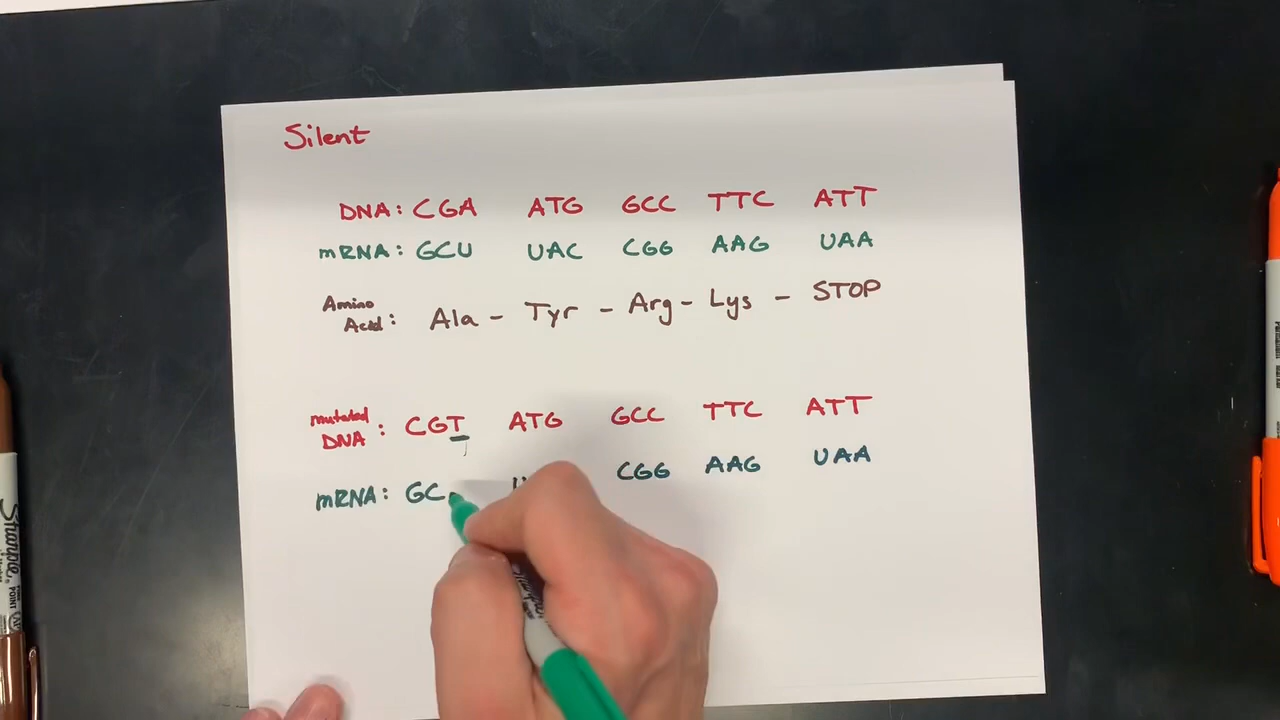 Silent
DNA: CGA ATG GCC TTC ATT
mRNA: GCU UAC CGG AAG UAA
Amino
Acid: Ala - Tyr - Arg - Lys - STOP
mutated
DNA : CGT ATG GCC TTC ATT
mRNA: GC CGG AAG UAA
Sharpie